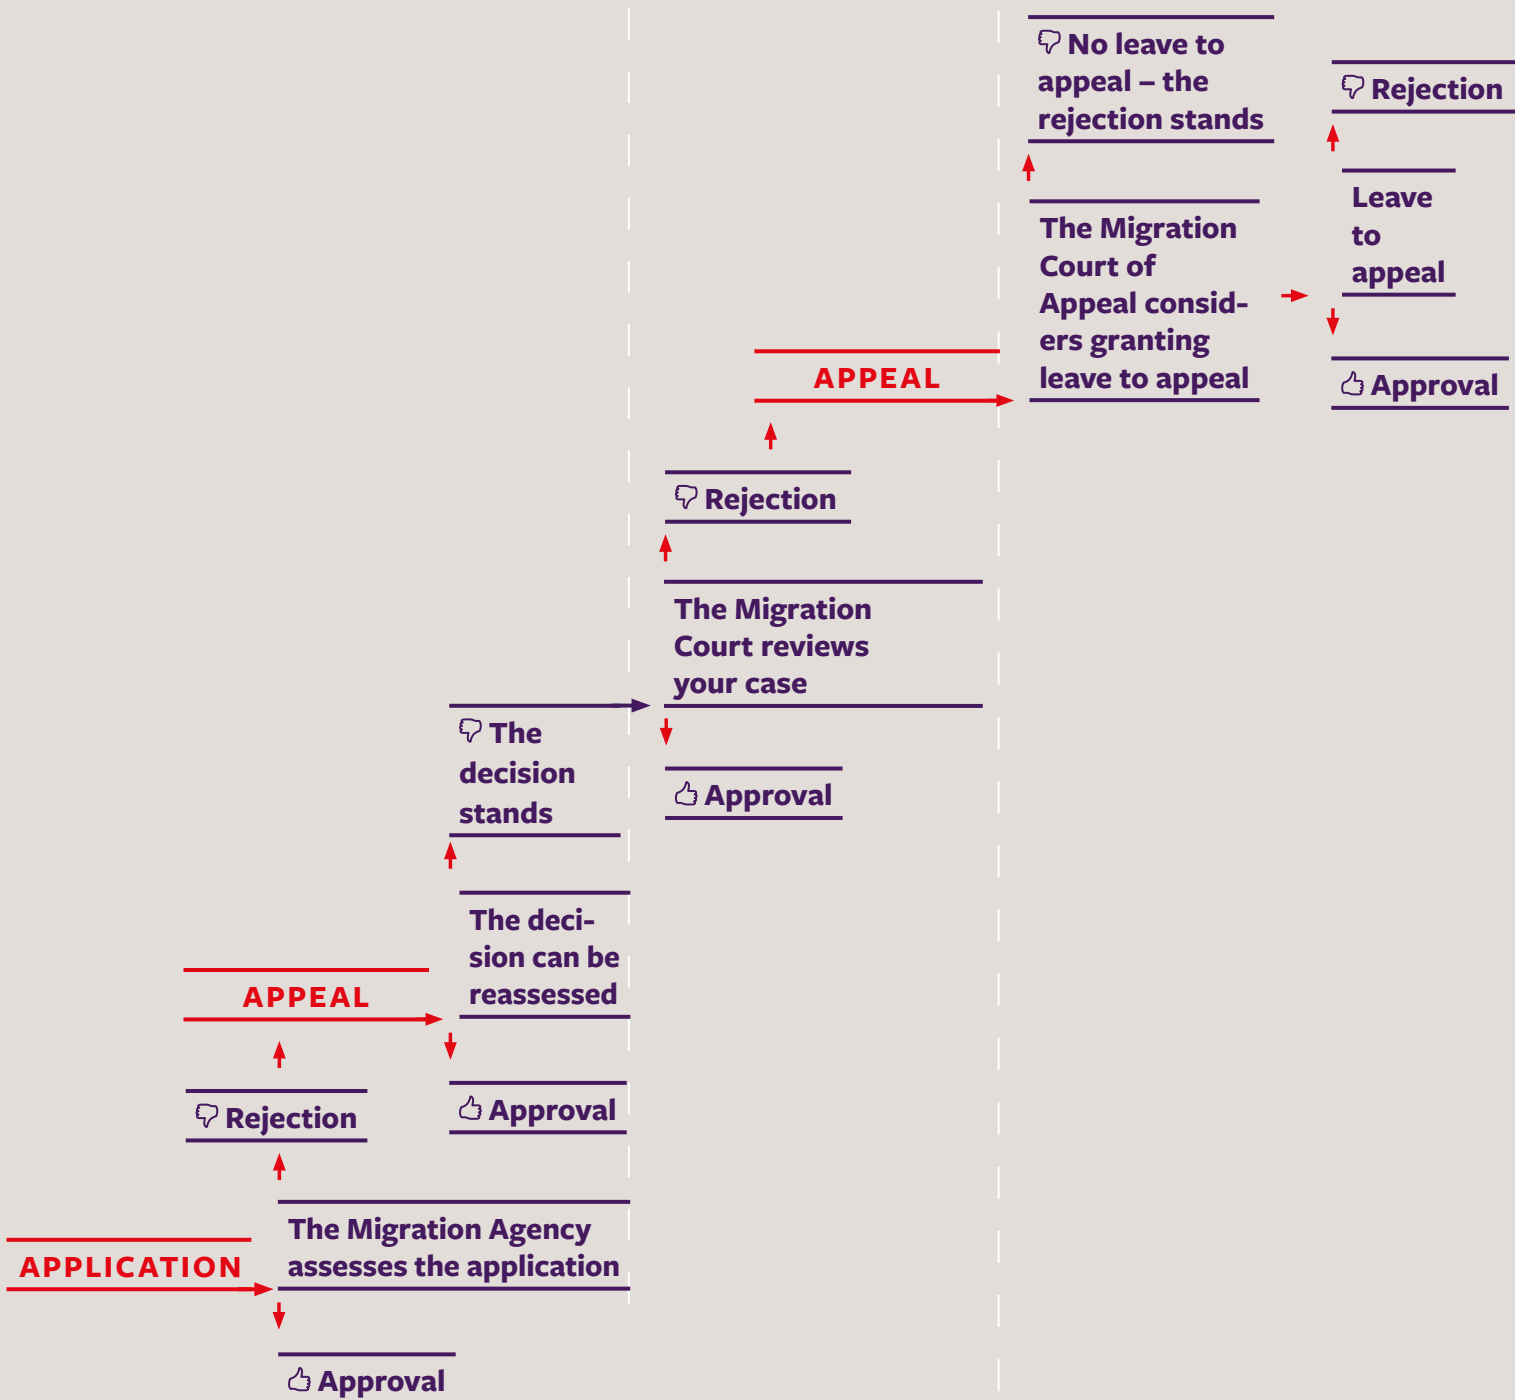 No leave to
appeal – the
rejection stands
Rejection
Leave
to
appeal
The Migration
Court of
Appeal consid-
ers granting
leave to appeal
Approval
APPEAL
Rejection
The Migration
Court reviews
your case
Approval
The
decision
stands
The deci-
sion can be
reassessed
APPEAL
Approval
Rejection
The Migration Agency
assesses the application
APPLICATION
Approval